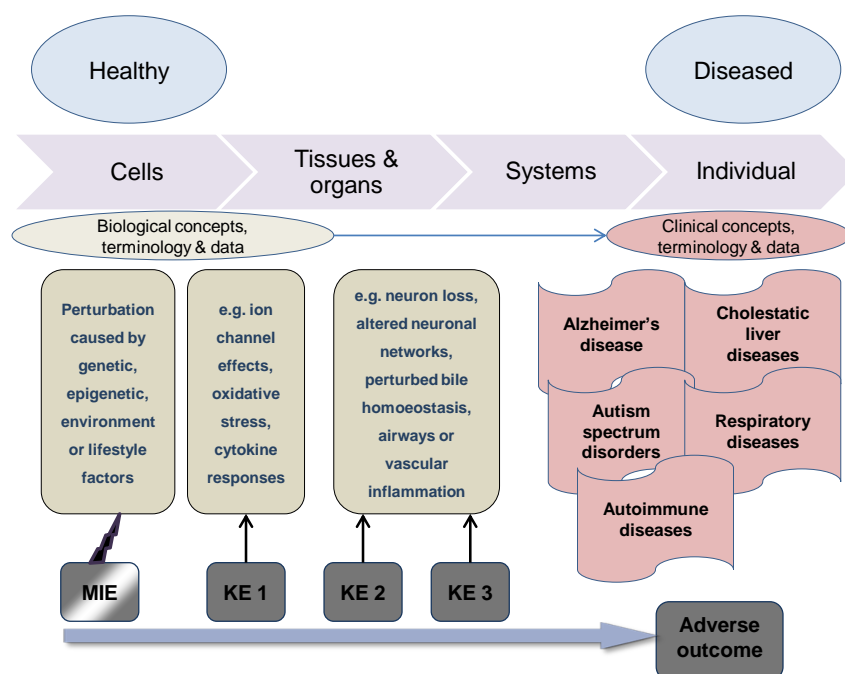 Healthy
Diseased
Cells
Tissues &
organs
Systems
Individual
Biological concepts,
terminology & data
Clinical concepts,
terminology & data
Perturbation
caused by
genetic,
epigenetic,
environment
or lifestyle
factors
e.g. ion
channel
effects,
oxidative
stress,
cytokine
responses
e.g. neuron loss,
altered neuronal
networks,
perturbed bile
homoeostasis,
airways or
vascular
inflammation
Alzheimer's
disease
Cholestatic
liver
diseases
Autism
spectrum
disorders
Respiratory
diseases
Autoimmune
diseases
MIE
KE 1
KE 2
KE 3
Adverse
outcome